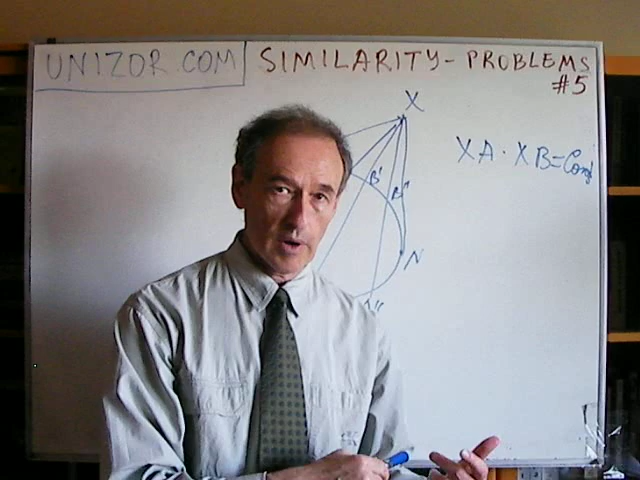 UNIZOR.COM
SIMILARITY - PROBLEMS
#5
X
XA · XB = Const
B'
B"
N
A"